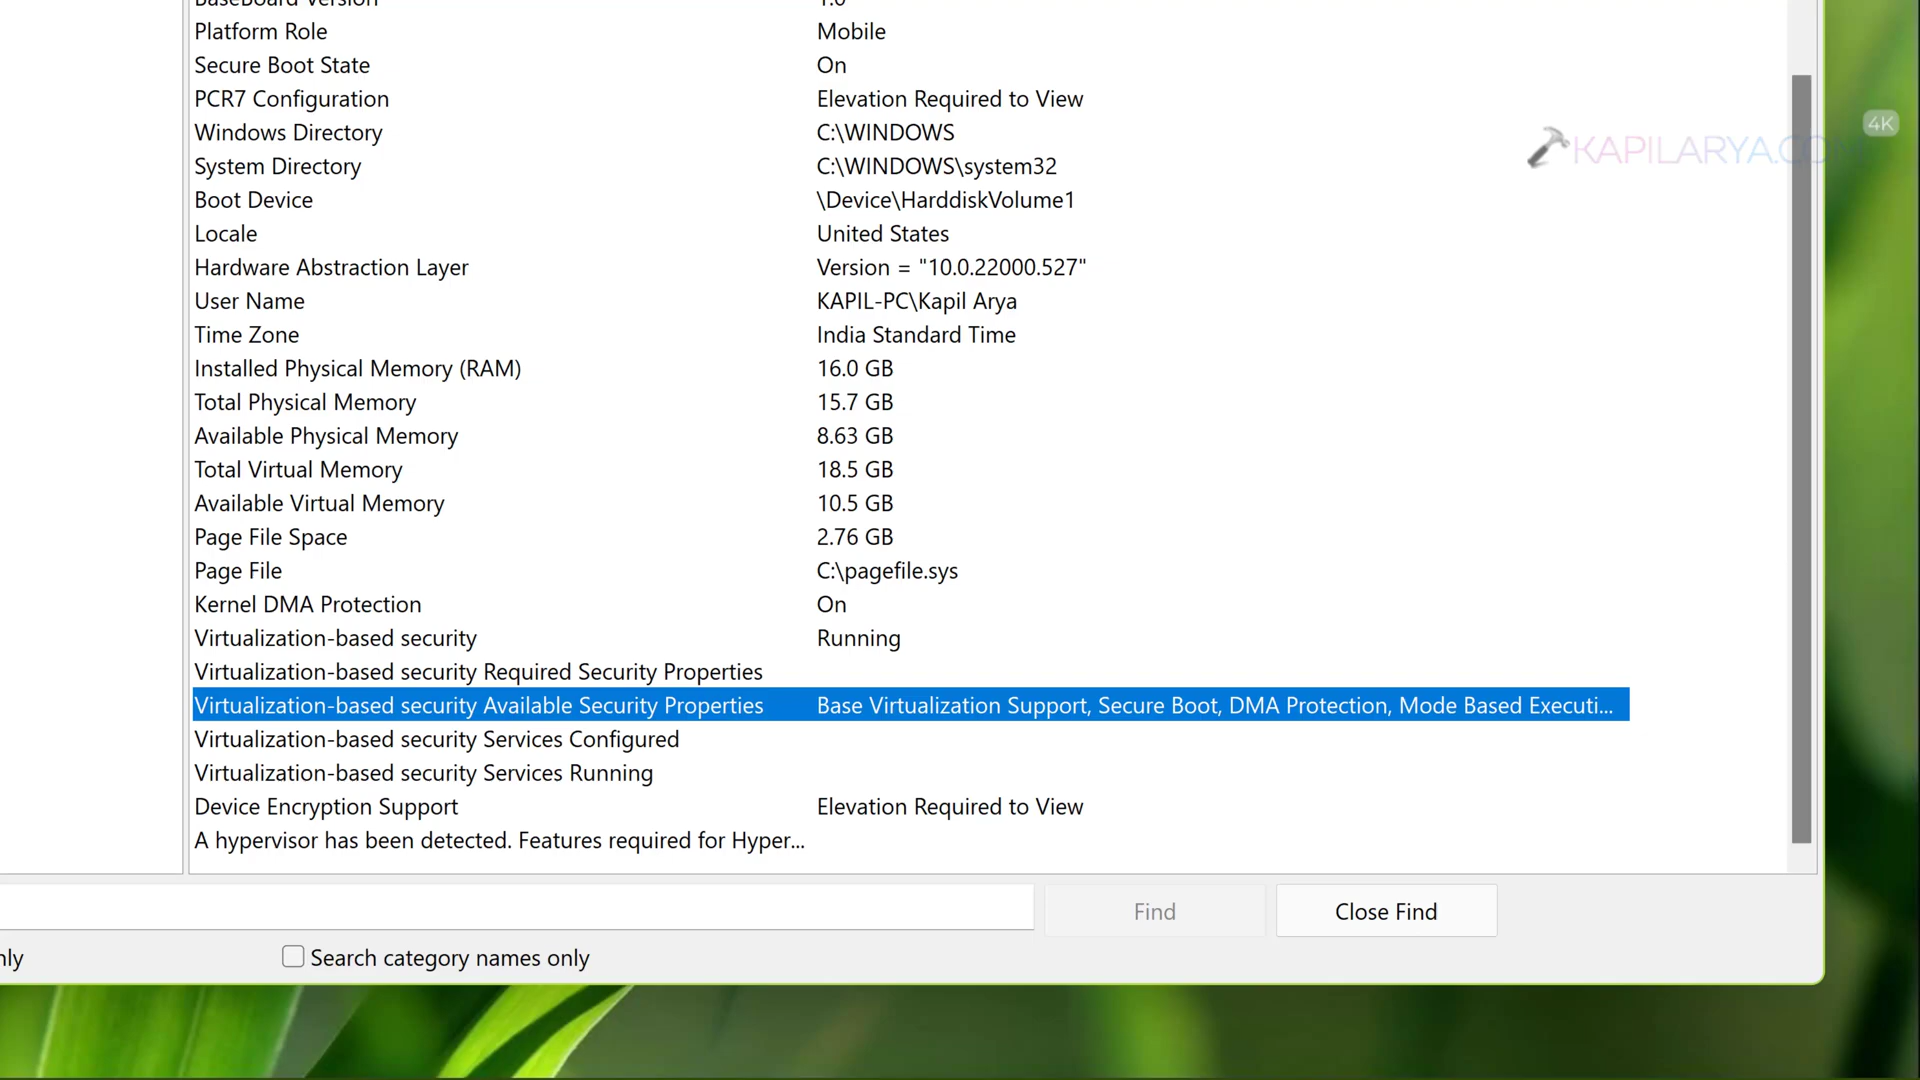 BaseBoard Version 1.0
Platform Role Mobile
Secure Boot State On
PCR7 Configuration Elevation Required to View
Windows Directory C:\WINDOWS
System Directory C:\WINDOWS\system32
Boot Device \Device\HarddiskVolume1
Locale United States
Hardware Abstraction Layer Version = "10.0.22000.527"
User Name KAPIL-PC\Kapil Arya
Time Zone India Standard Time
Installed Physical Memory (RAM) 16.0 GB
Total Physical Memory 15.7 GB
Available Physical Memory 8.63 GB
Total Virtual Memory 18.5 GB
Available Virtual Memory 10.5 GB
Page File Space 2.76 GB
Page File C:\pagefile.sys
Kernel DMA Protection On
Virtualization-based security Running
Virtualization-based security Required Security Properties
Virtualization-based security Available Security Properties Base Virtualization Support, Secure Boot, DMA Protection, Mode Based Executi...
Virtualization-based security Services Configured
Virtualization-based security Services Running
Device Encryption Support Elevation Required to View
A hypervisor has been detected. Features required for Hyper...
Find Close Find
nly Search category names only
KAPILARYA.COM
4K